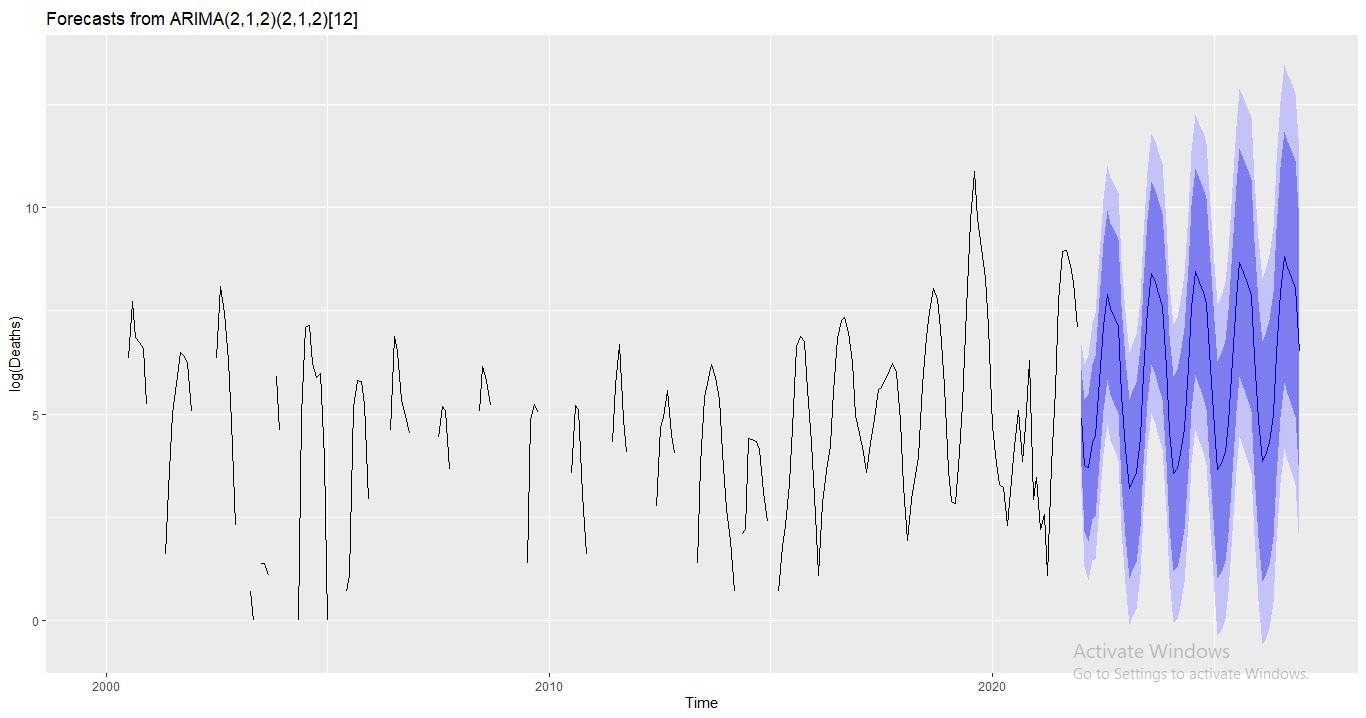 Forecasts from ARIMA(2,1,2)(2,1,2)[12]
10
5
0
log(Deaths)
2000
2010
2020
Time
Activate Windows
Go to Settings to activate Windows.